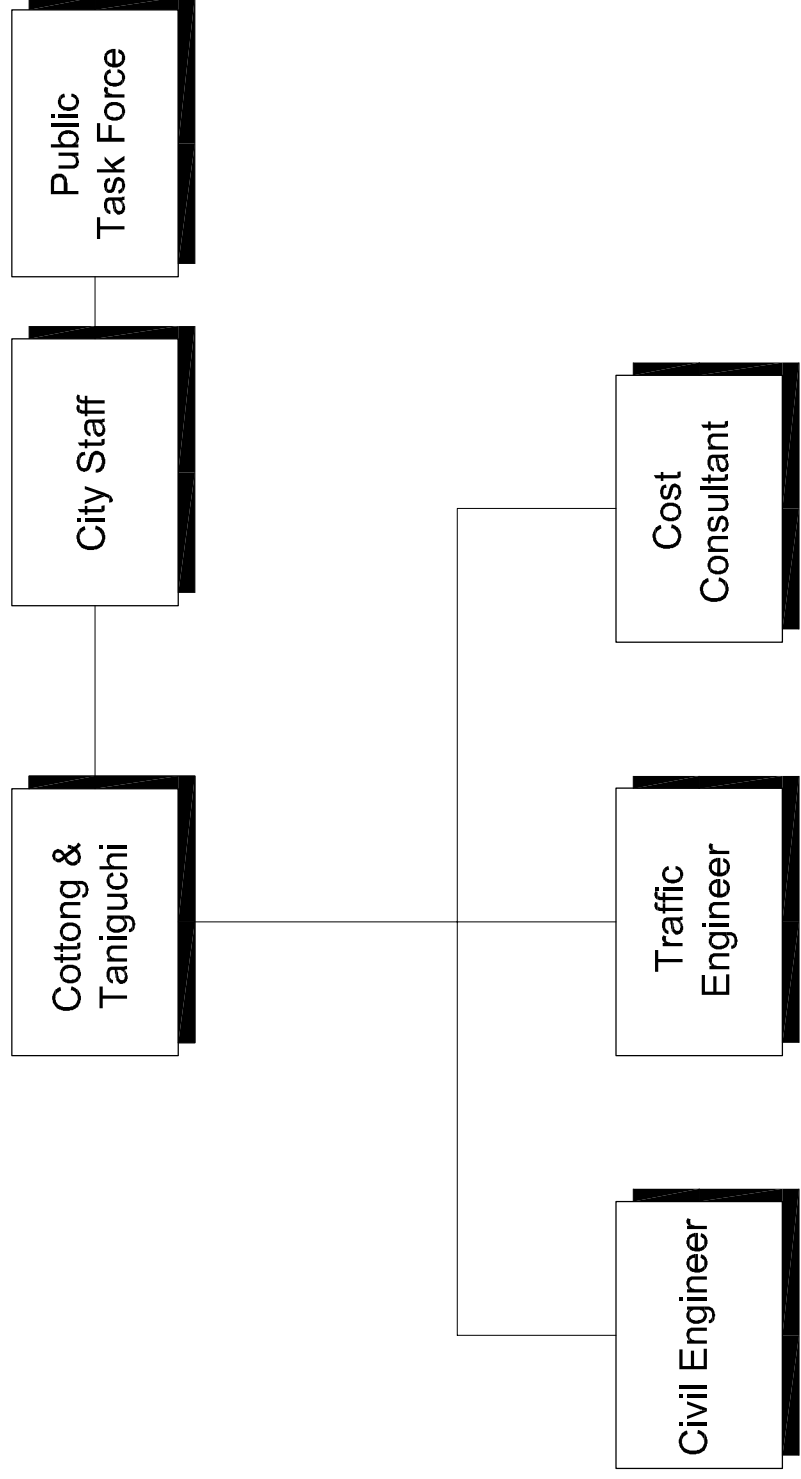 Cottong &
Taniguchi
City Staff
Public
Task Force
Civil Engineer
Traffic
Engineer
Cost
Consultant